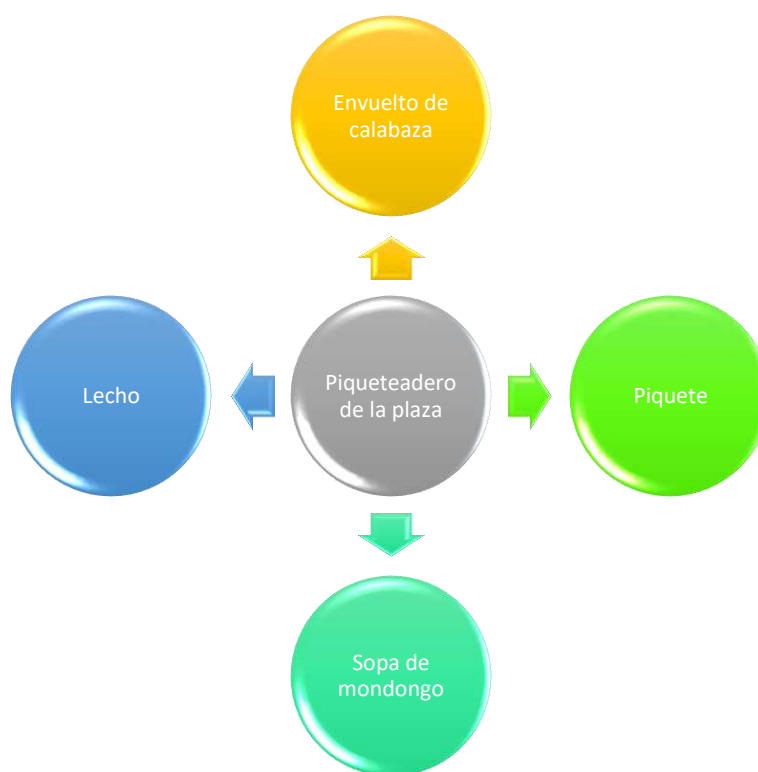 Envuelto de
calabaza
Lecho
Piqueteadero
de la plaza
Piquete
Sopa de
mondongo